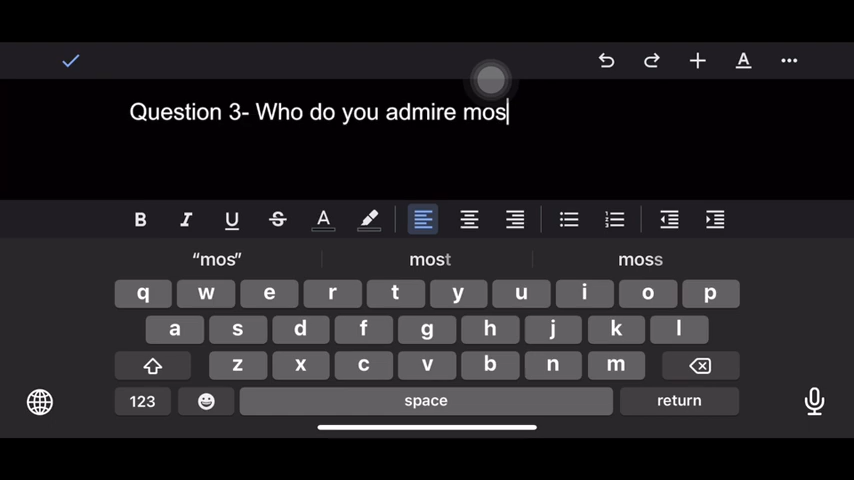 A
Question 3- Who do you admire mos
B I U S A
“mos” most moss
q w e r t y u i o p
a s d f g h j k l
z x c v b n m
123 space return